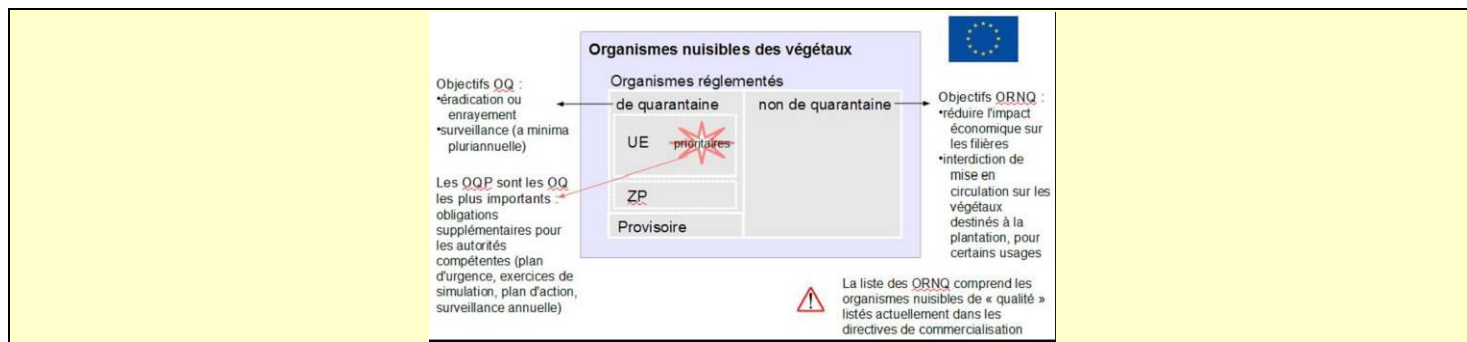 Organismes nuisibles des végétaux
Organismes réglementés
de quarantaine
non de quarantaine
UE
prioritaires
ZP
Provisoire
Objectifs OQ :
•éradication ou
enrayement
•surveillance (a minima
pluriannuelle)
Les OQP sont les OQ
les plus importants :
obligations
supplémentaires pour
les autorités
compétentes (plan
d'urgence, exercices de
simulation, plan d'action,
surveillance annuelle)
Objectifs ORNQ :
•réduire l'impact
économique sur
les filières
•interdiction de
mise en
circulation sur les
végétaux
destinés à la
plantation, pour
certains usages
La liste des ORNQ comprend les
organismes nuisibles de « qualité »
listés actuellement dans les
directives de commercialisation